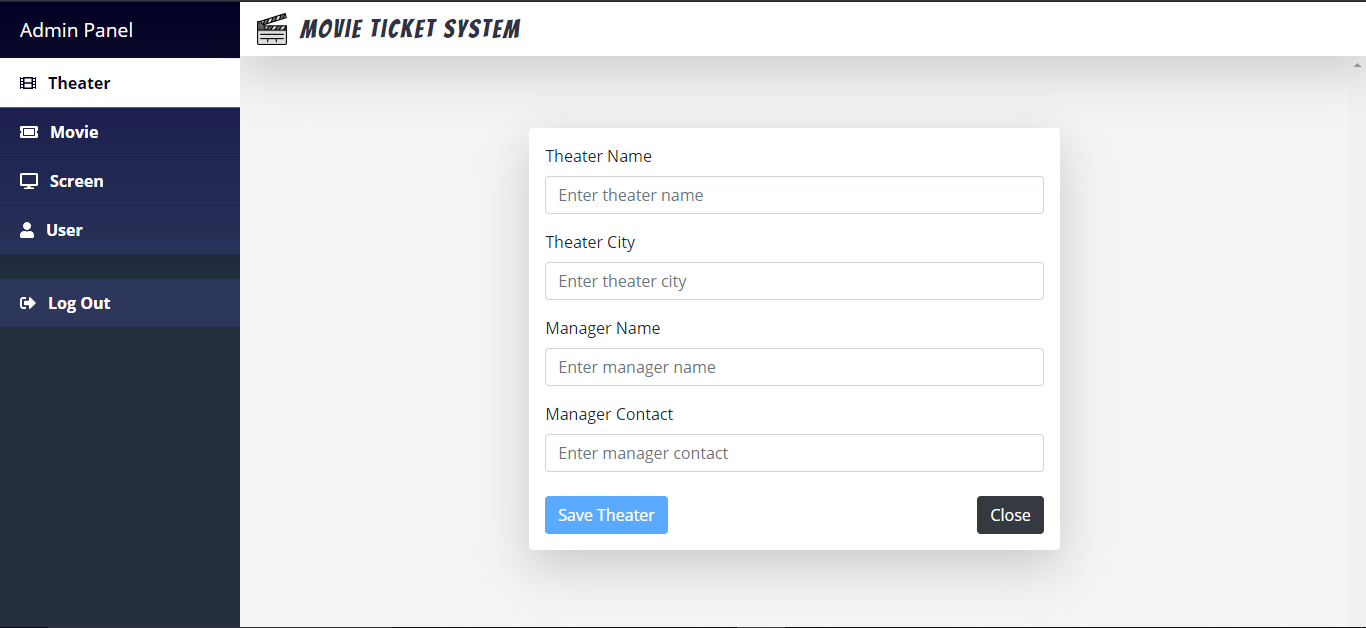 Admin Panel
MOVIE TICKET SYSTEM
Theater
Movie
Screen
User
Log Out
Theater Name
Enter theater name
Theater City
Enter theater city
Manager Name
Enter manager name
Manager Contact
Enter manager contact
Save Theater
Close